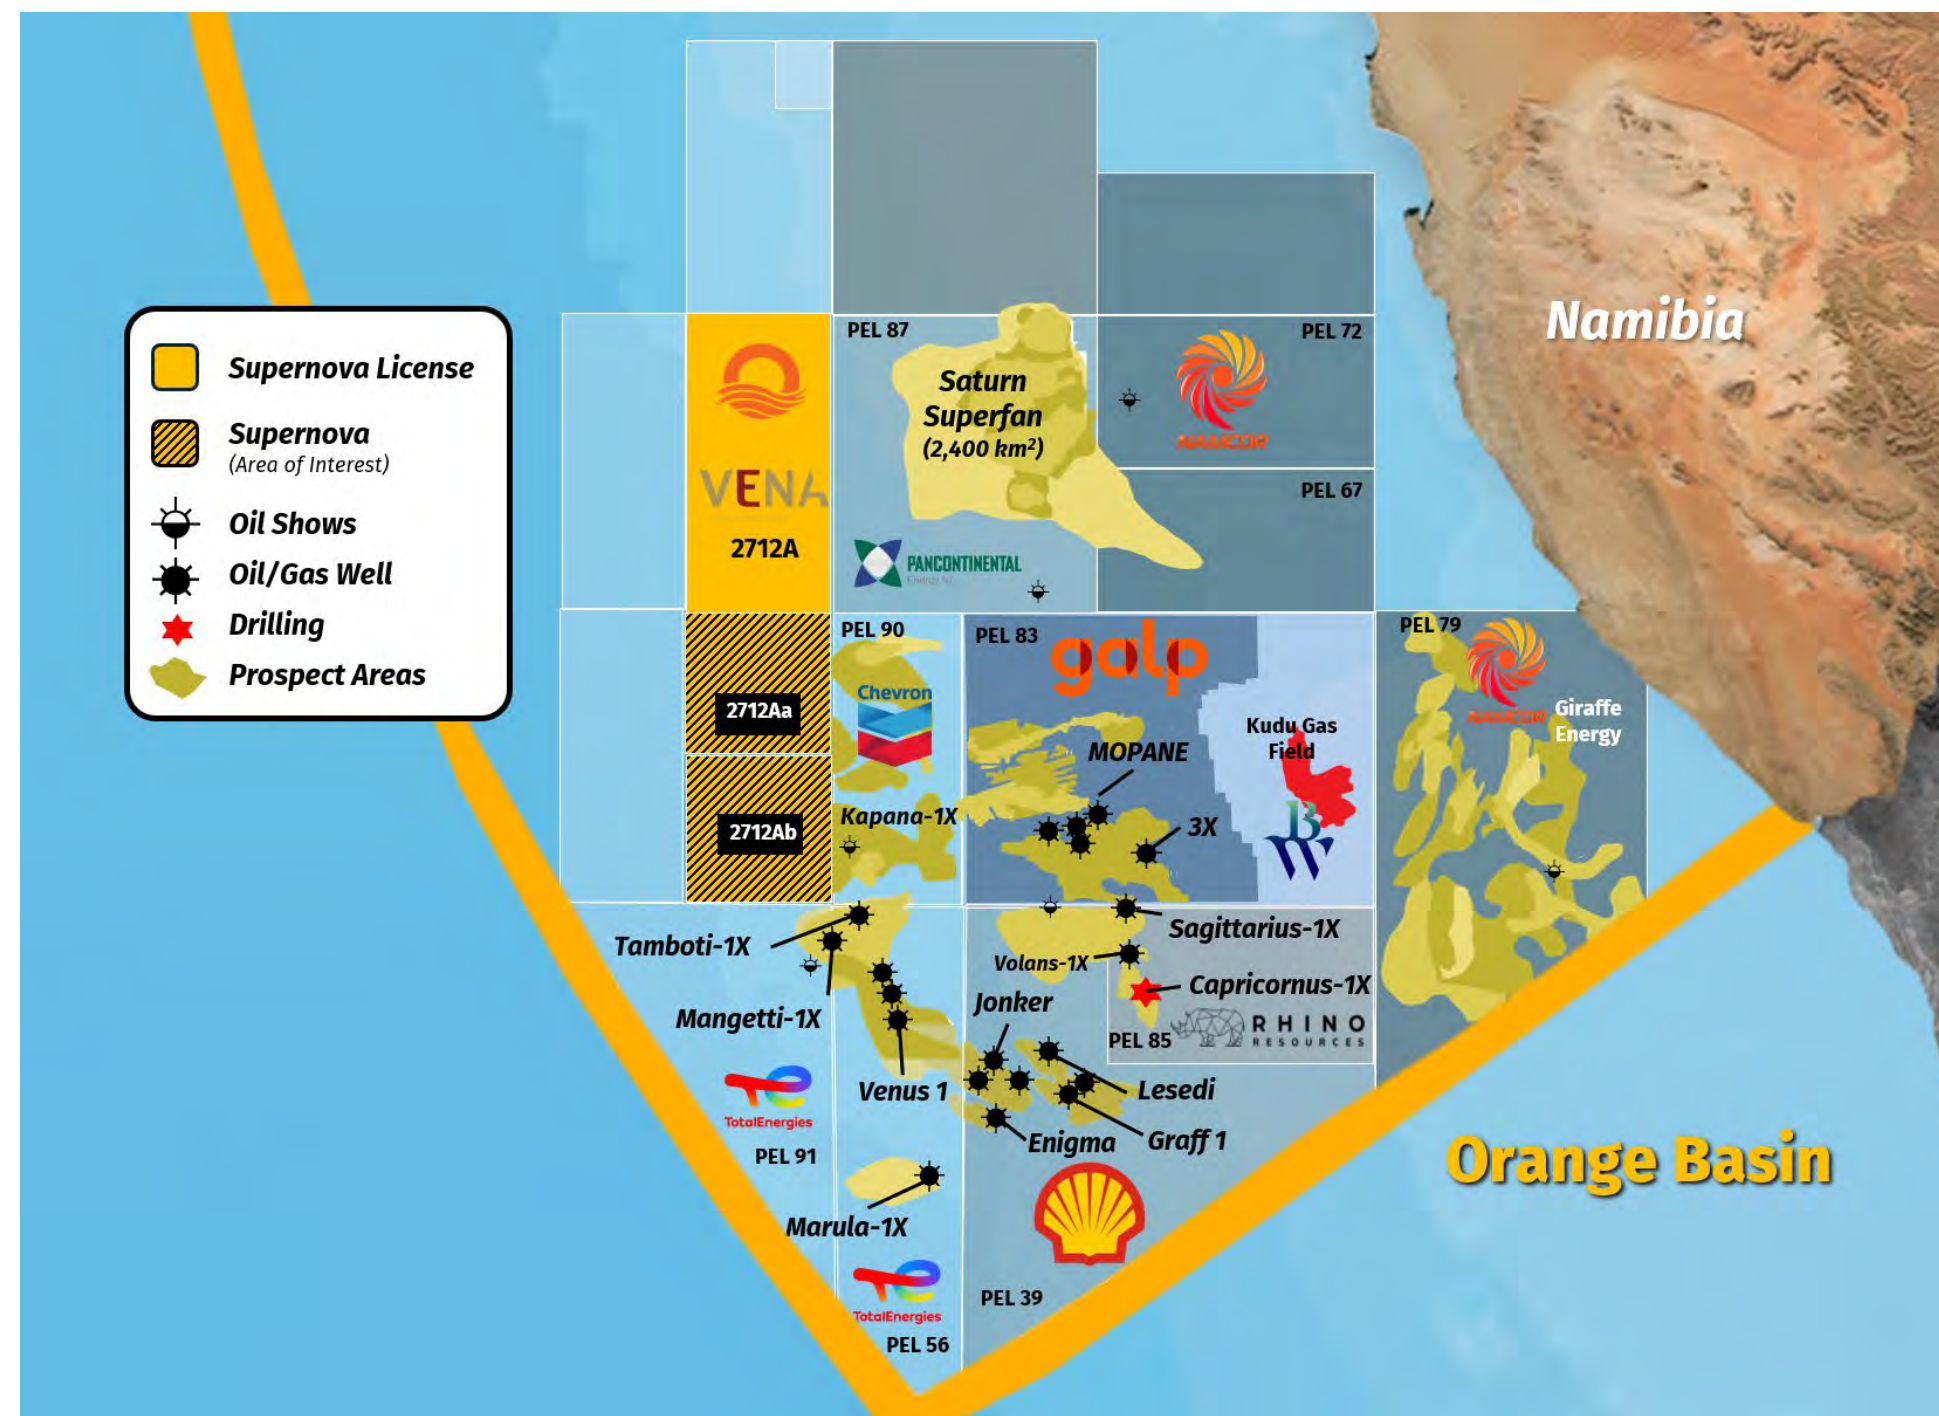 Namibia
Supernova License
Supernova
(Area of Interest)
Oil Shows
Oil/Gas Well
Drilling
Prospect Areas
VENA
2712A
PEL 87
Saturn
Superfan
(2,400 km²)
PANCONTINENTAL
PEL 72
NAMCOR
PEL 67
2712Aa
2712Ab
PEL 90
Chevron
Kapana-1X
PEL 83
galp
MOPANE
3X
Kudu Gas
Field
BW
PEL 79
NAMCOR
Giraffe
Energy
Tamboti-1X
Mangetti-1X
Venus 1
TotalEnergies
PEL 91
Marula-1X
TotalEnergies
PEL 56
Sagittarius-1X
Volans-1X
Capricornus-1X
RHINO
RESOURCES
PEL 85
Jonker
Lesedi
Graff 1
Enigma
PEL 39
Orange Basin